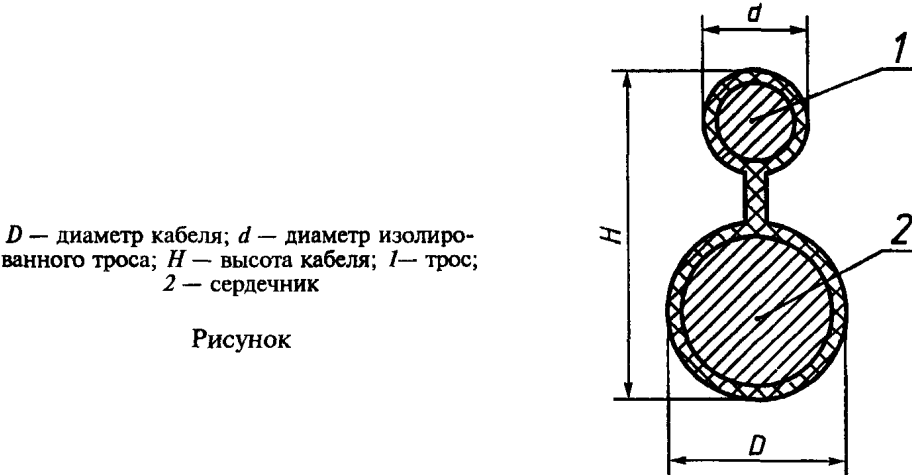 d
1
H
D — диаметр кабеля; d — диаметр изолиро-
ванного троса; H — высота кабеля; 1— трос;
2 — сердечник
2
Рисунок
D